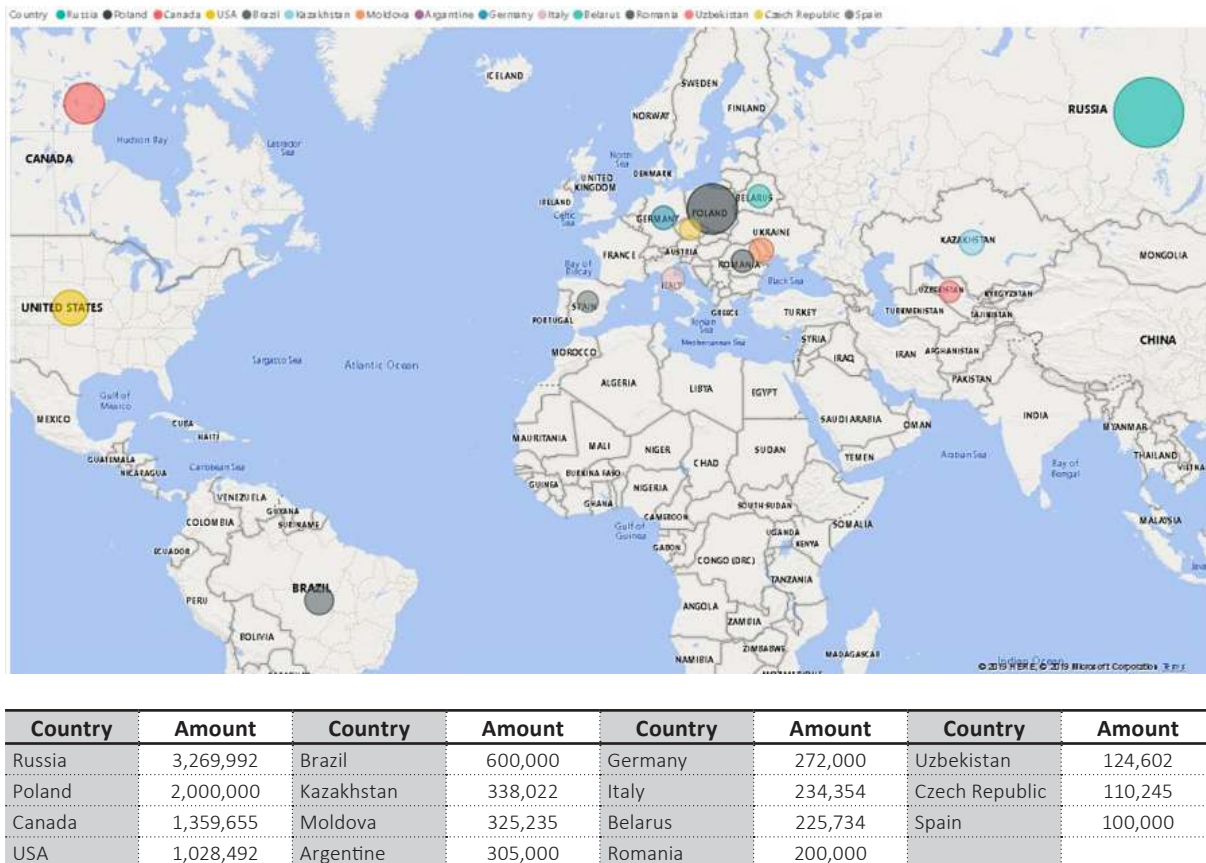 Country Russia Poland Canada USA Brazil Kazakhstan Moldova Argantine Germany Italy Belarus Romania Uzbekistan Czech Republic Spain
ICELAND
SWEDEN
FINLAND
NORWAY
RUSSIA
Hudson Bay
Labrador Sea
CANADA
North Sea
DENMARK
UNITED KINGDOM
IRELAND
BELARUS
Celtic Sea
GERMANY
POLAND
UKRAINE
KAZAKHSTAN
MONGOLIA
FRANCE
AUSTRIA
Bay of Biscay
ROMANIA
ITALY
Black Sea
UZBEKISTAN
KYRGYZSTAN
UNITED STATES
SPAIN
PORTUGAL
GREECE
TURKEY
TURKMENISTAN
TAJIKISTAN
Ionian Sea
Mediterranean Sea
SYRIA
CHINA
Sargasso Sea
Atlantic Ocean
MOROCCO
IRAQ
IRAN
AFGHANISTAN
ALGERIA
LIBYA
EGYPT
PAKISTAN
Gulf of Mexico
MEXICO
CUBA
HAITI
SAUDI ARABIA
OMAN
INDIA
MYANMAR
MAURITANIA
MALI
NIGER
CHAD
SUDAN
YEMEN
Arabian Sea
Bay of Bengal
THAILAND
VIETNA
GUATEMALA
NICARAGUA
Caribbean Sea
BURKINA FASO
GUINEA
GHANA
NIGERIA
VENEZUELA
GUYANA
SURINAME
COLOMBIA
CAMEROON
SOUTH SUDAN
SOMALIA
MALAYSIA
Gulf of Guinea
UGANDA
KENYA
ECUADOR
GABON
CONGO (DRC)
Java
TANZANIA
BRAZIL
PERU
ANGOLA
ZAMBIA
BOLIVIA
ZIMBABWE
NAMIBIA
MADAGASCAR
Indian Ocean
© 2019 HERE, © 2019 Microsoft Corporation Terms
Country Amount Country Amount Country Amount Country Amount
Russia 3,269,992 Brazil 600,000 Germany 272,000 Uzbekistan 124,602
Poland 2,000,000 Kazakhstan 338,022 Italy 234,354 Czech Republic 110,245
Canada 1,359,655 Moldova 325,235 Belarus 225,734 Spain 100,000
USA 1,028,492 Argentine 305,000 Romania 200,000